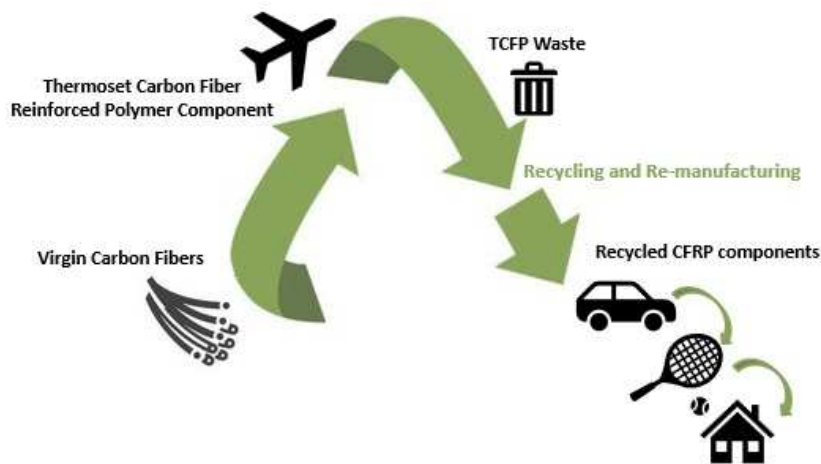 TCFP Waste
Thermoset Carbon Fiber
Reinforced Polymer Component
Recycling and Re-manufacturing
Virgin Carbon Fibers
Recycled CFRP components